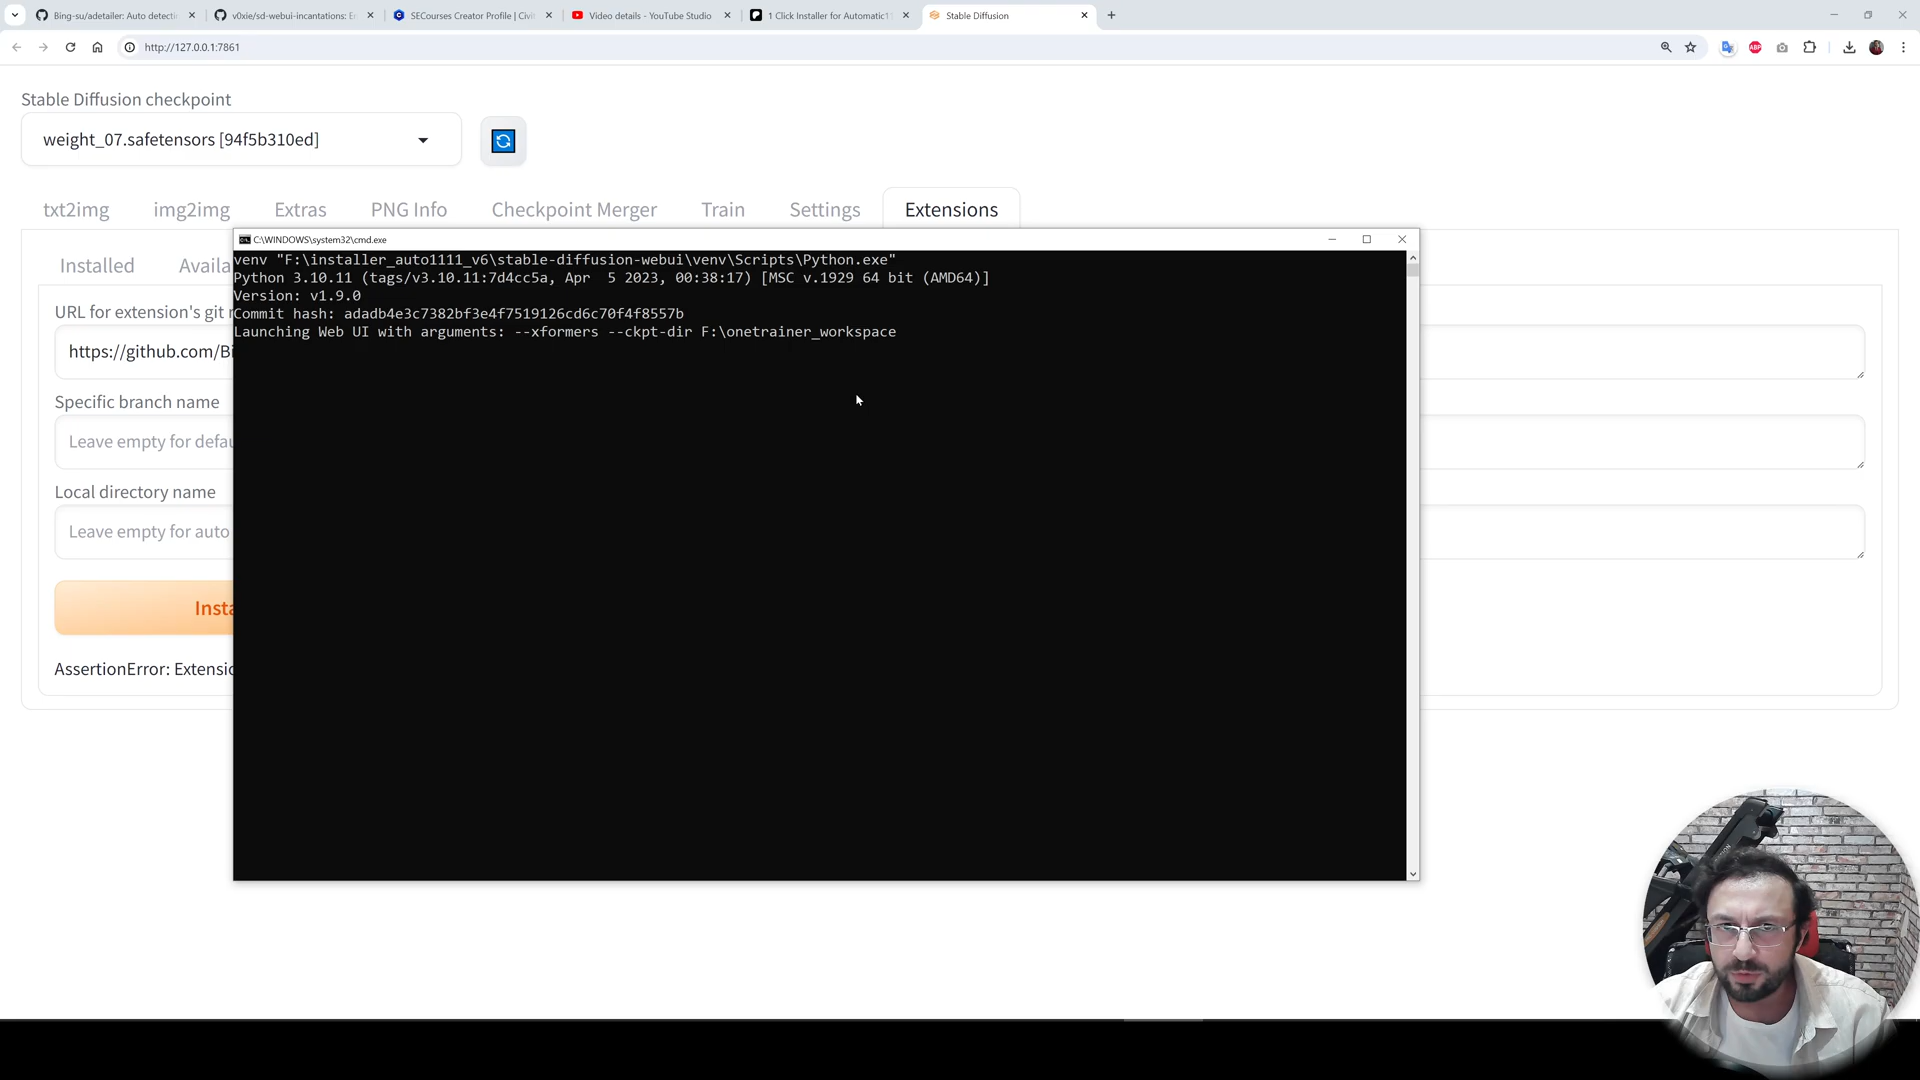 Bing-su/adetailer: Auto detectin
v0xie/sd-webui-incantations: E
SECourses Creator Profile | Civi
Video details - YouTube Studio
1 Click Installer for Automatic1
Stable Diffusion
http://127.0.0.1:7861
ABP
Stable Diffusion checkpoint
weight_07.safetensors [94f5b310ed]
txt2img
img2img
Extras
PNG Info
Checkpoint Merger
Train
Settings
Extensions
C:\WINDOWS\system32\cmd.exe
venv "F:\installer_auto1111_v6\stable-diffusion-webui\venv\Scripts\Python.exe"
Python 3.10.11 (tags/v3.10.11:7d4cc5a, Apr  5 2023, 00:38:17) [MSC v.1929 64 bit (AMD64)]
Version: v1.9.0
Commit hash: adadb4e3c7382bf3e4f7519126cd6c70f4f8557b
Launching Web UI with arguments: --xformers --ckpt-dir F:\onetrainer_workspace
Installed
Availa
URL for extension's git r
https://github.com/Bi
Specific branch name
Leave empty for defau
Local directory name
Leave empty for auto
Insta
AssertionError: Extensio